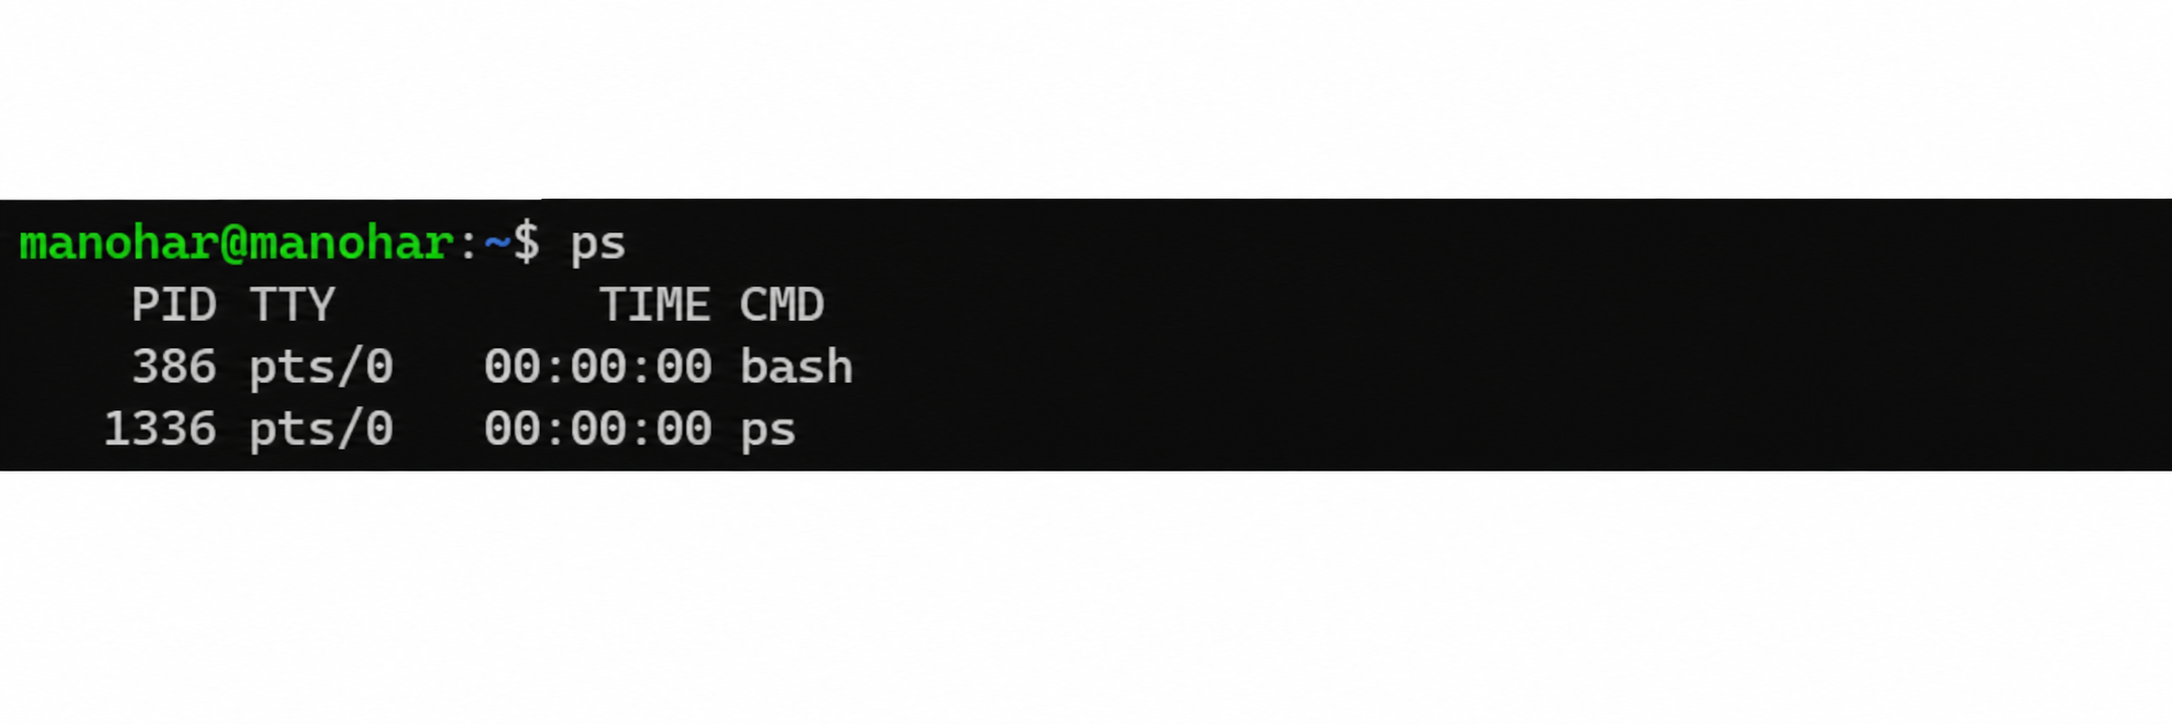 manohar@manohar:~$ ps
    PID TTY          TIME CMD
    386 pts/0    00:00:00 bash
   1336 pts/0    00:00:00 ps